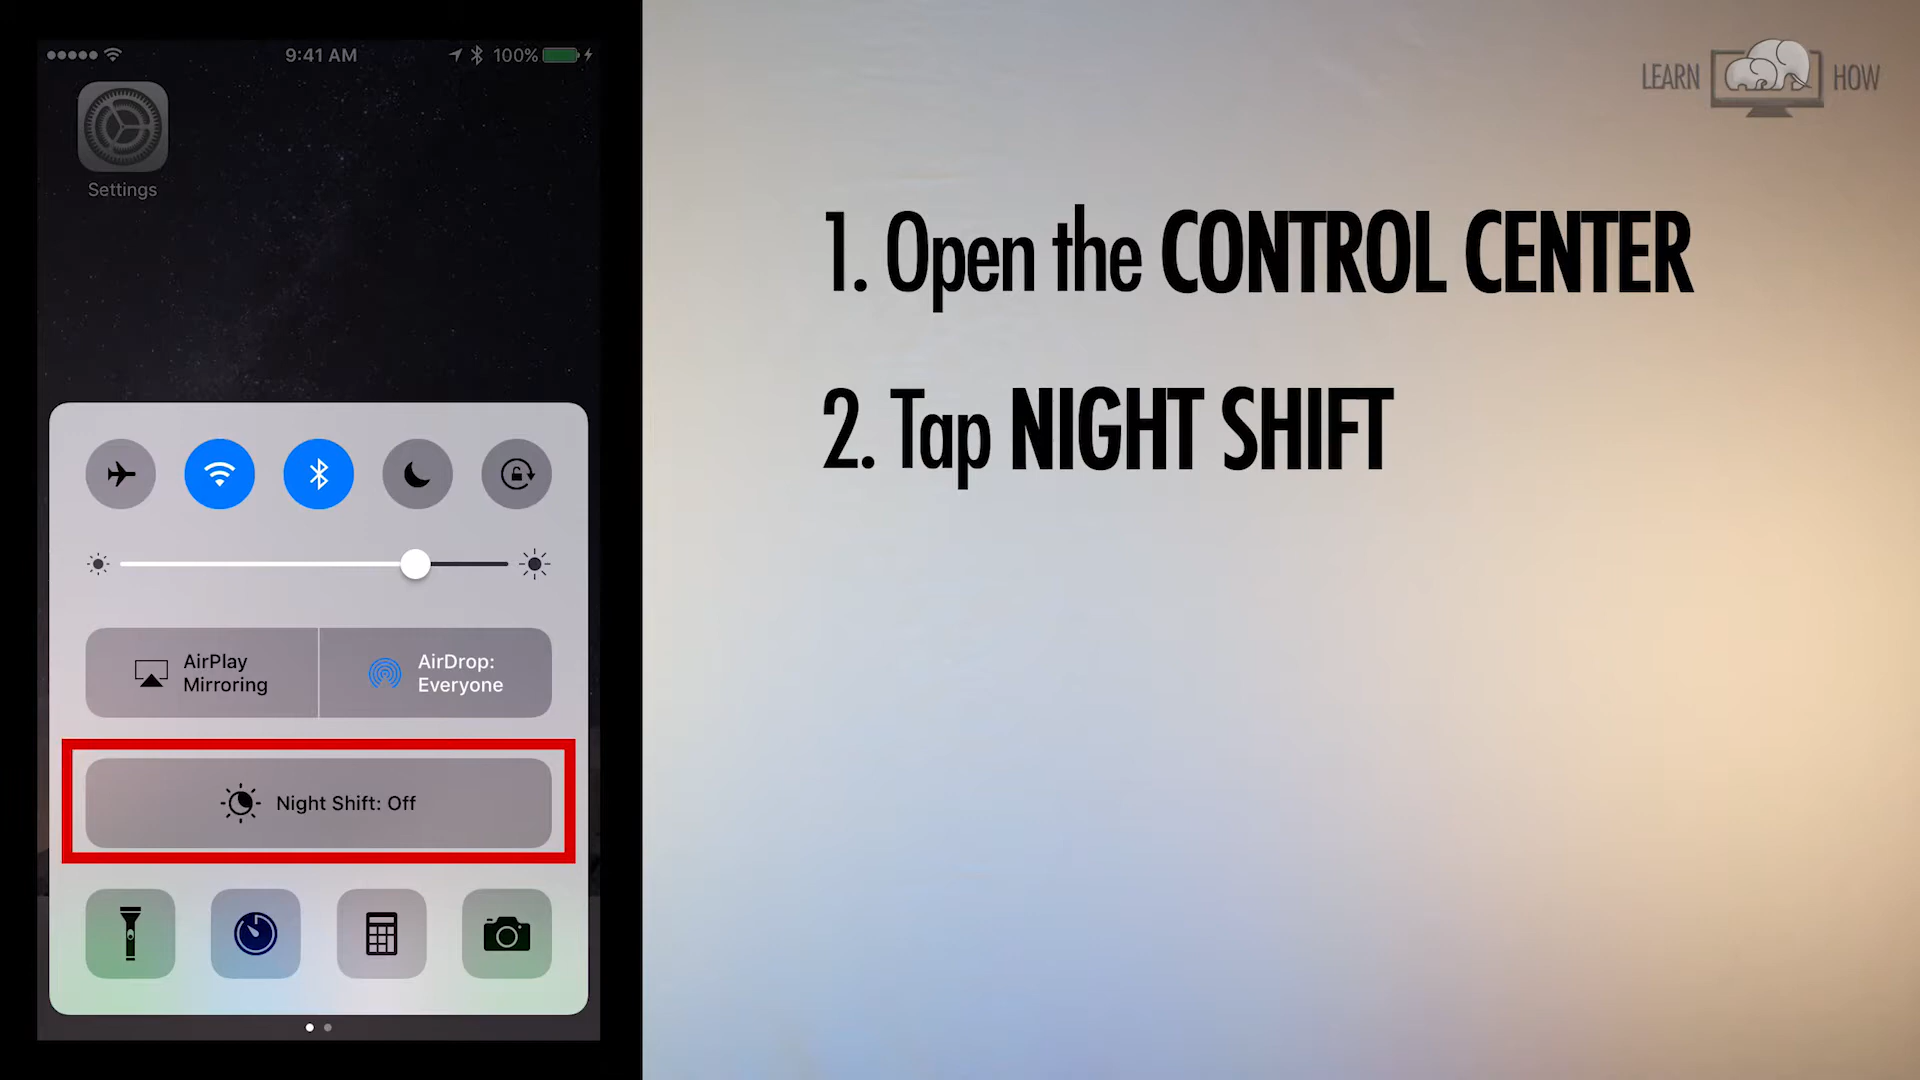 9:41 AM
100%
Settings
AirPlay
Mirroring
AirDrop:
Everyone
Night Shift: Off
LEARN HOW
1. Open the CONTROL CENTER
2. Tap NIGHT SHIFT